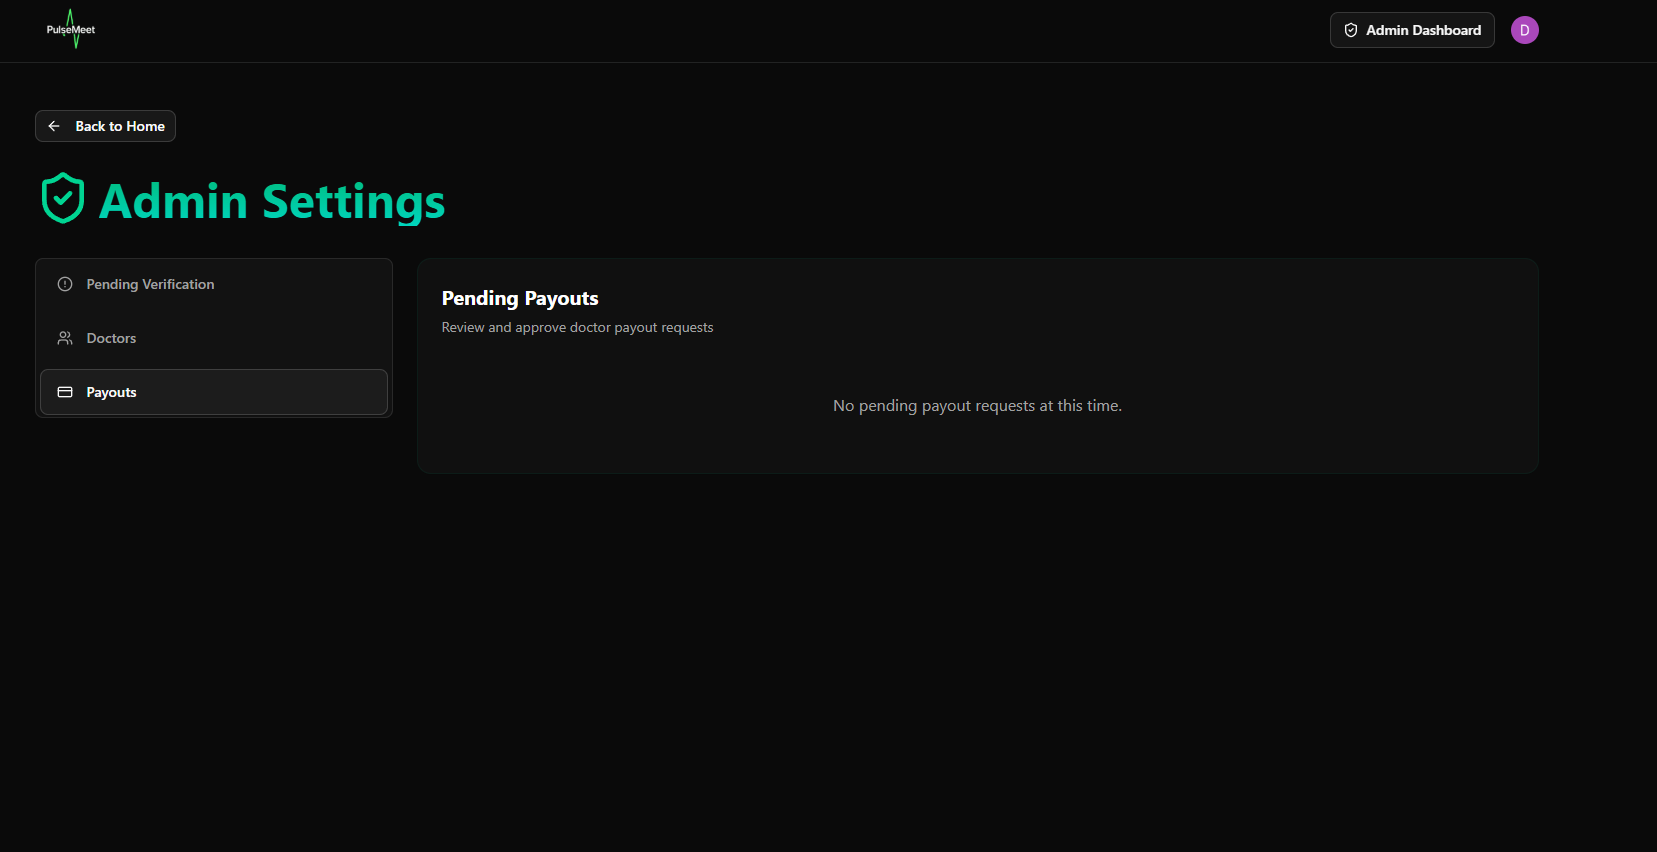 PulseMeet
Admin Dashboard
D
Back to Home
Admin Settings
Pending Verification
Doctors
Payouts
Pending Payouts
Review and approve doctor payout requests
No pending payout requests at this time.